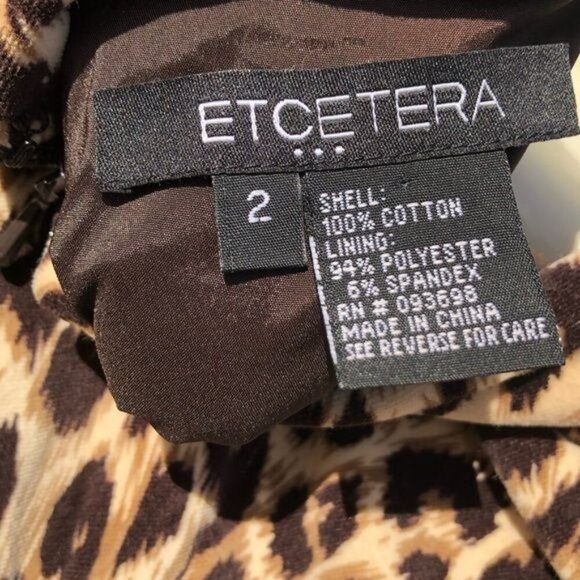 ETCETERA
...
2
SHELL:
100% COTTON
LINING:
94% POLYESTER
6% SPANDEX
RN # 093698
MADE IN CHINA
SEE REVERSE FOR CARE